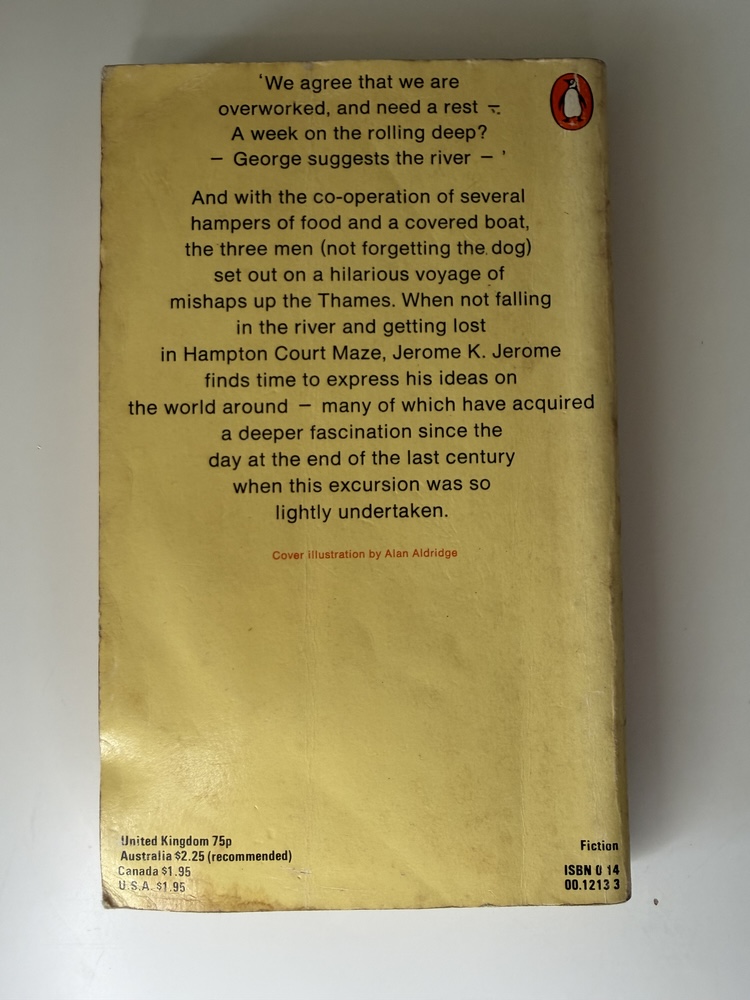 'We agree that we are
overworked, and need a rest –.
A week on the rolling deep?
– George suggests the river – '
And with the co-operation of several
hampers of food and a covered boat,
the three men (not forgetting the dog)
set out on a hilarious voyage of
mishaps up the Thames. When not falling
in the river and getting lost
in Hampton Court Maze, Jerome K. Jerome
finds time to express his ideas on
the world around – many of which have acquired
a deeper fascination since the
day at the end of the last century
when this excursion was so
lightly undertaken.
Cover illustration by Alan Aldridge
United Kingdom 75p
Australia $2.25 (recommended)
Canada $1.95
U.S.A. $1.95
Fiction
ISBN 0 14
00.1213 3